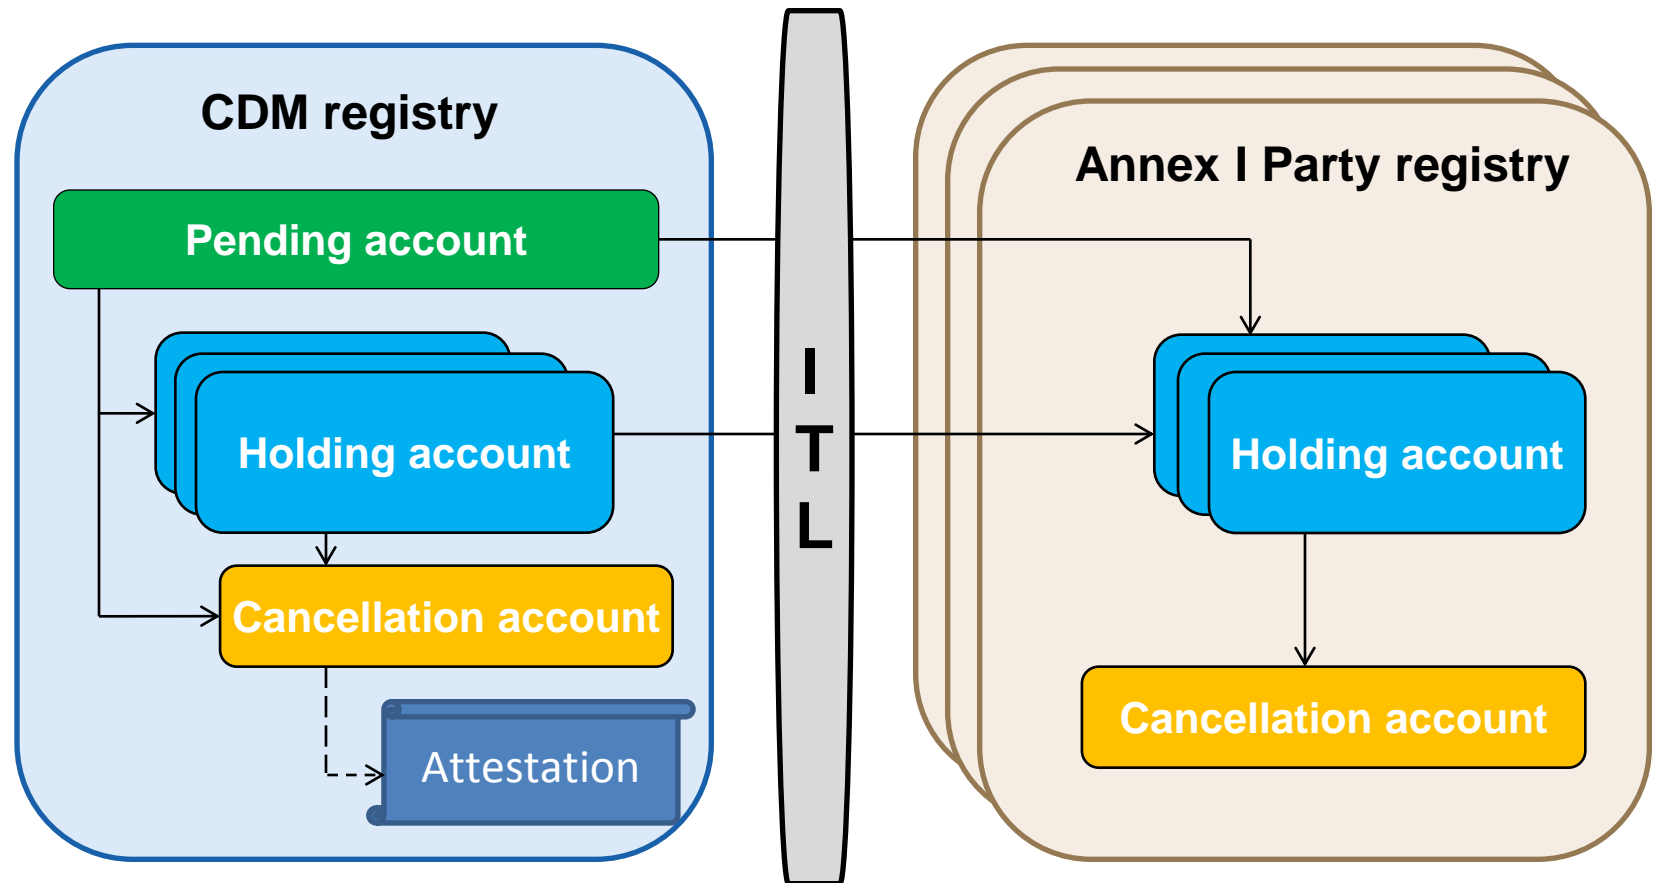 CDM registry
Pending account
Holding account
Cancellation account
Attestation
I
T
L
Annex I Party registry
Holding account
Cancellation account